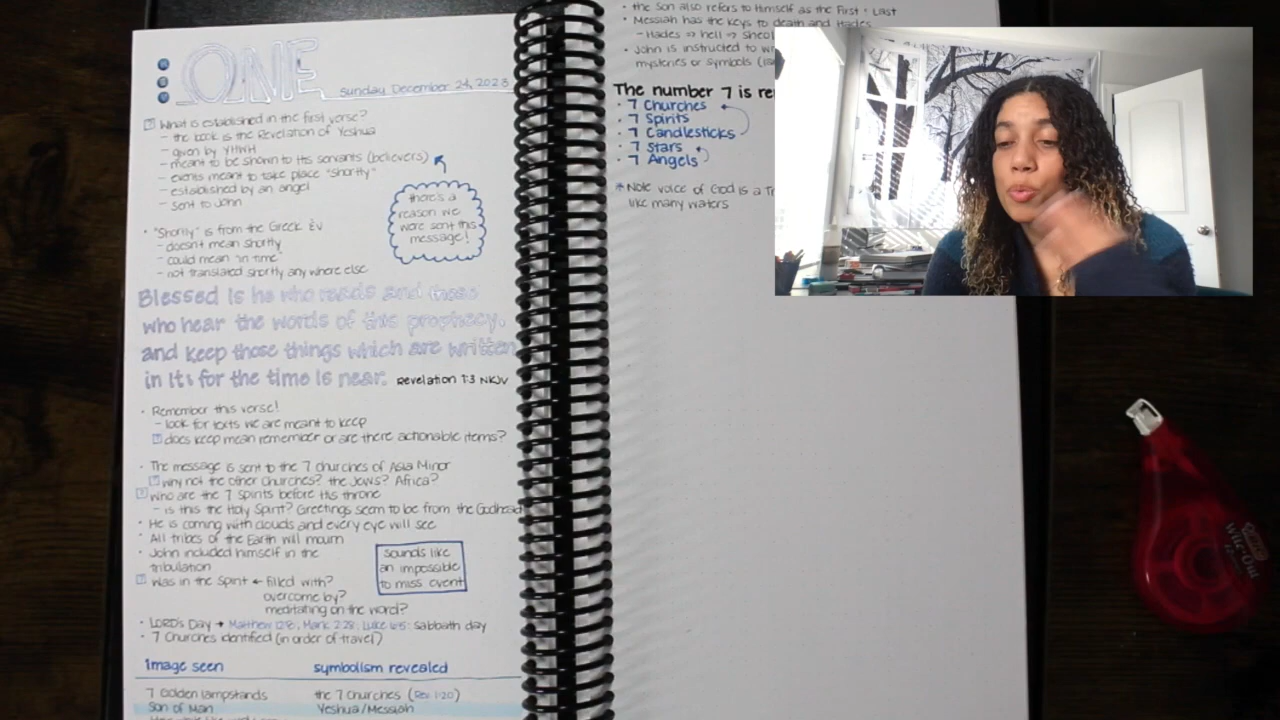 ONE
Sunday December 24, 2023
? What is established in the first verse?
- the book is the Revelation of Yeshua
- given by YHWH
- meant to be shown to His servants (believers)
- events meant to take place "shortly"
- established by an angel
- sent to John
there's a
reason we
were sent this
message!
• "Shortly" is from the Greek ἐν
- doesn't mean shortly
- could mean "in time"
- not translated shortly any where else
Blessed is he who reads and those
who hear the words of this prophecy,
and keep those things which are written
in it; for the time is near. Revelation 1:3 NKJV
• Remember this verse!
- look for texts we are meant to keep
? does keep mean remember or are there actionable items?
• The message is sent to the 7 churches of Asia Minor
? why not the other churches? the Jews? Africa?
? who are the 7 spirits before His throne
- is this the Holy Spirit? Greetings seem to be from the Godhead
• He is coming with clouds and every eye will see
• All tribes of the Earth will mourn
• John included himself in the
tribulation
sounds like
an impossible
to miss event
? Was in the Spirit ← filled with?
overcome by?
meditating on the word?
• LORD's Day → Matthew 12:8, Mark 2:28, Luke 6:5: Sabbath day
• 7 Churches identified (in order of travel)
Image seen symbolism revealed
7 Golden lampstands the 7 Churches (Rev. 1:20)
Son of Man Yeshua/Messiah
• the Son also refers to Himself as the First + Last
• Messiah has the keys to death and Hades
- Hades => hell => sheol
• John is instructed to
mysteries or symbols
The number 7 is
• 7 Churches
• 7 Spirits
• 7 Candlesticks
• 7 Stars
• 7 Angels
* Note voice of God is a
like many waters
Wite-Out